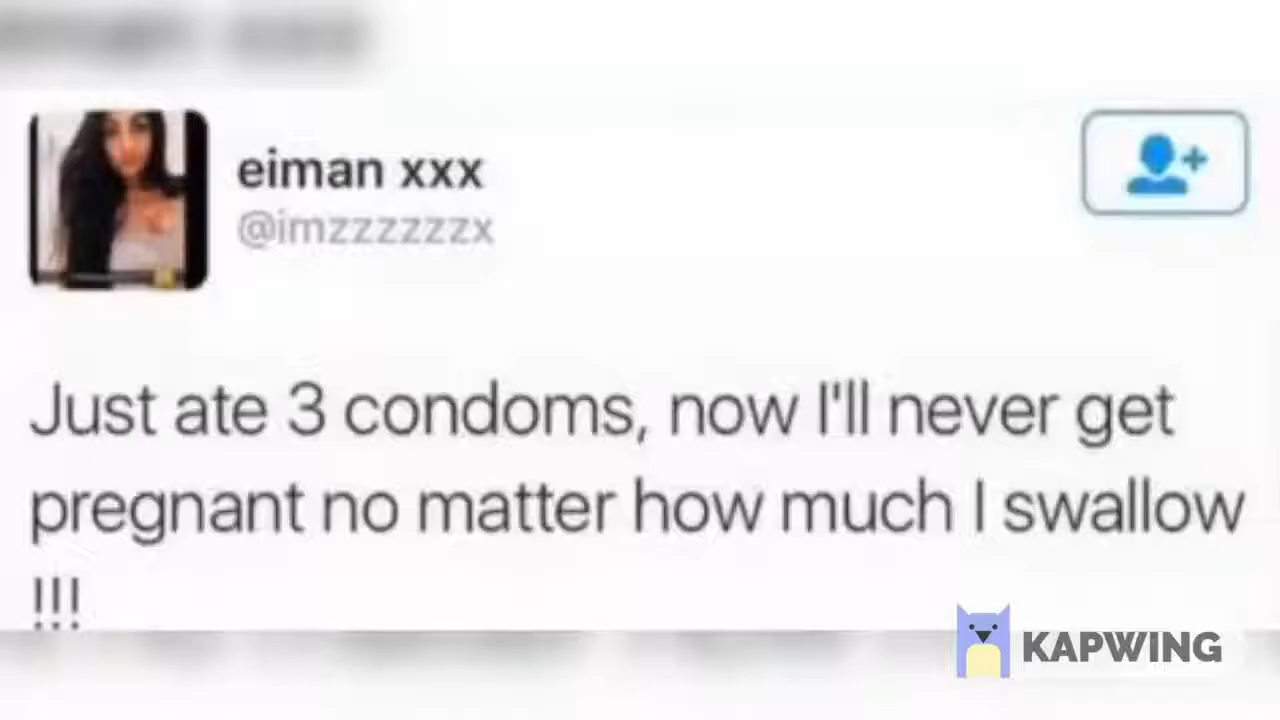 eiman xxx
@imzzzzzzx
Just ate 3 condoms, now I'll never get
pregnant no matter how much I swallow
!!!
KAPWING